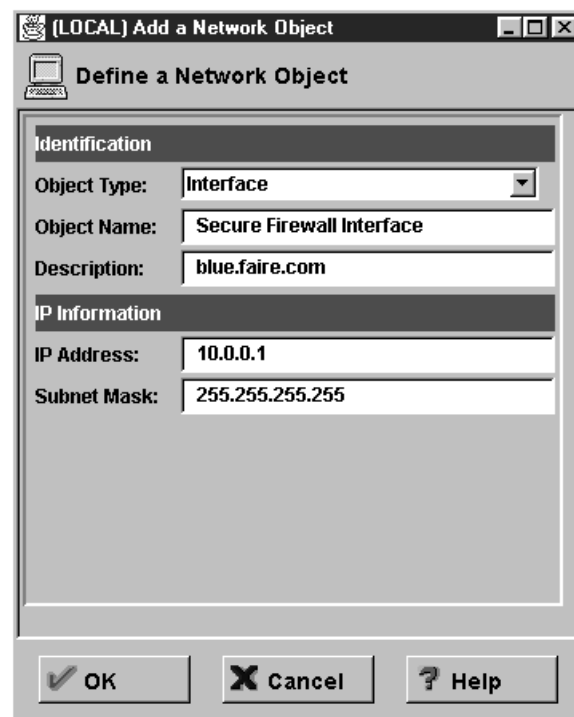 (LOCAL) Add a Network Object
Define a Network Object
Identification
Object Type: Interface
Object Name: Secure Firewall Interface
Description: blue.faire.com
IP Information
IP Address: 10.0.0.1
Subnet Mask: 255.255.255.255
OK Cancel ? Help